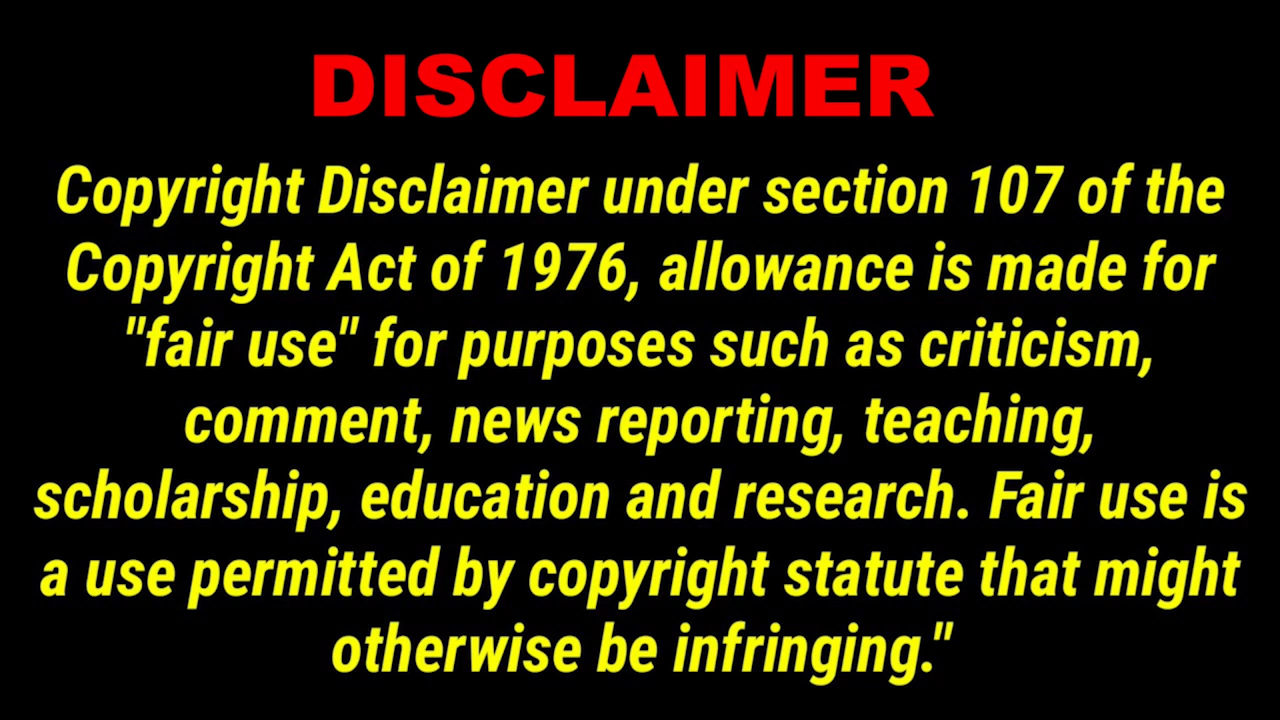 DISCLAIMER
Copyright Disclaimer under section 107 of the
Copyright Act of 1976, allowance is made for
"fair use" for purposes such as criticism,
comment, news reporting, teaching,
scholarship, education and research. Fair use is
a use permitted by copyright statute that might
otherwise be infringing."